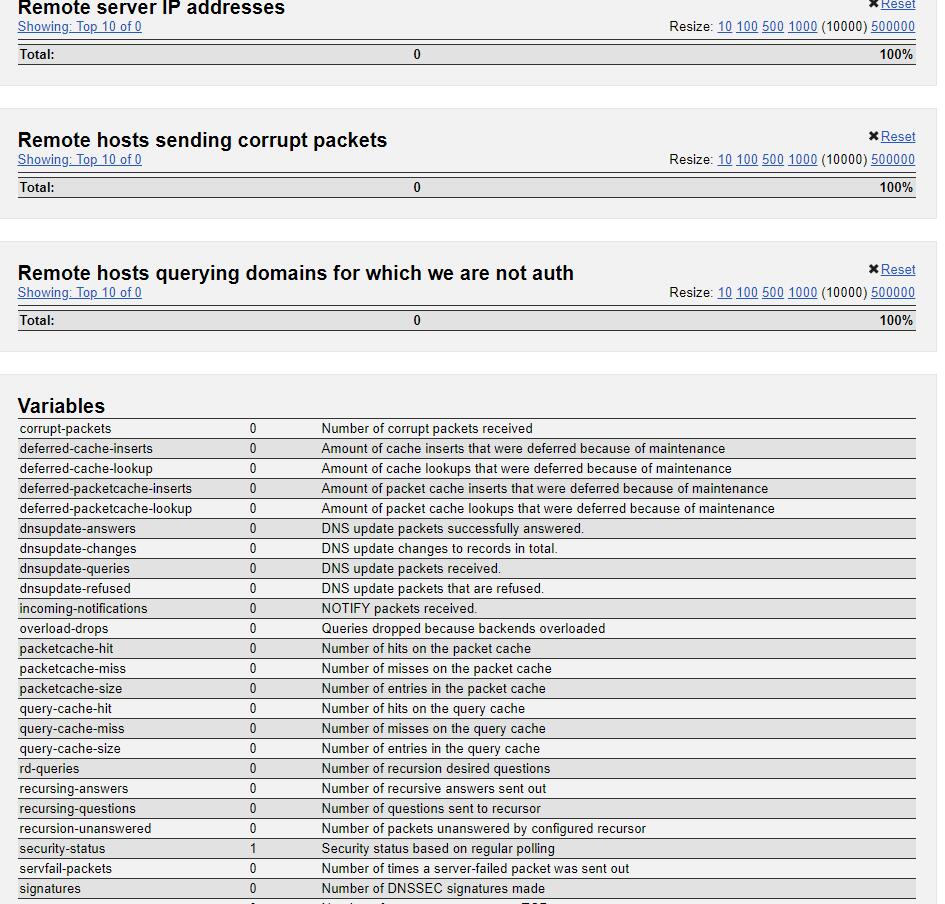 Remote server IP addresses ✖Reset
Showing: Top 10 of 0 Resize: 10 100 500 1000 (10000) 500000
Total: 0 100%
Remote hosts sending corrupt packets ✖Reset
Showing: Top 10 of 0 Resize: 10 100 500 1000 (10000) 500000
Total: 0 100%
Remote hosts querying domains for which we are not auth ✖Reset
Showing: Top 10 of 0 Resize: 10 100 500 1000 (10000) 500000
Total: 0 100%
Variables
corrupt-packets 0 Number of corrupt packets received
deferred-cache-inserts 0 Amount of cache inserts that were deferred because of maintenance
deferred-cache-lookup 0 Amount of cache lookups that were deferred because of maintenance
deferred-packetcache-inserts 0 Amount of packet cache inserts that were deferred because of maintenance
deferred-packetcache-lookup 0 Amount of packet cache lookups that were deferred because of maintenance
dnsupdate-answers 0 DNS update packets successfully answered.
dnsupdate-changes 0 DNS update changes to records in total.
dnsupdate-queries 0 DNS update packets received.
dnsupdate-refused 0 DNS update packets that are refused.
incoming-notifications 0 NOTIFY packets received.
overload-drops 0 Queries dropped because backends overloaded
packetcache-hit 0 Number of hits on the packet cache
packetcache-miss 0 Number of misses on the packet cache
packetcache-size 0 Number of entries in the packet cache
query-cache-hit 0 Number of hits on the query cache
query-cache-miss 0 Number of misses on the query cache
query-cache-size 0 Number of entries in the query cache
rd-queries 0 Number of recursion desired questions
recursing-answers 0 Number of recursive answers sent out
recursing-questions 0 Number of questions sent to recursor
recursion-unanswered 0 Number of packets unanswered by configured recursor
security-status 1 Security status based on regular polling
servfail-packets 0 Number of times a server-failed packet was sent out
signatures 0 Number of DNSSEC signatures made